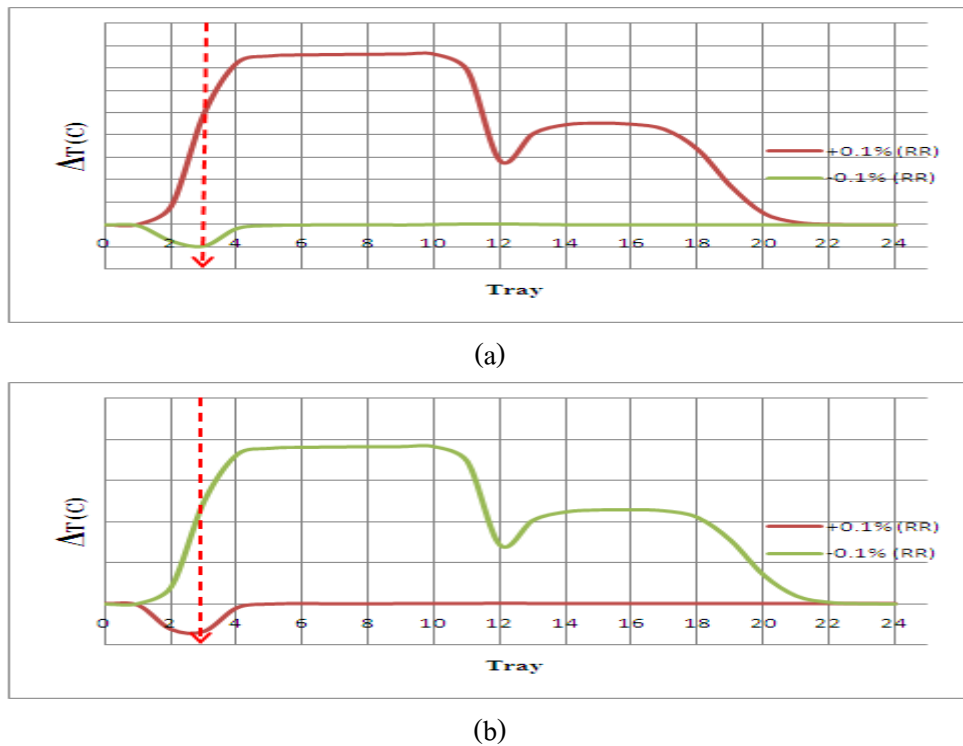 ΔT(C)
+0.1% (RR)
-0.1% (RR)
0 2 4 6 8 10 12 14 16 18 20 22 24
Tray
(a)
ΔT(C)
+0.1% (RR)
-0.1% (RR)
0 2 4 6 8 10 12 14 16 18 20 22 24
Tray
(b)